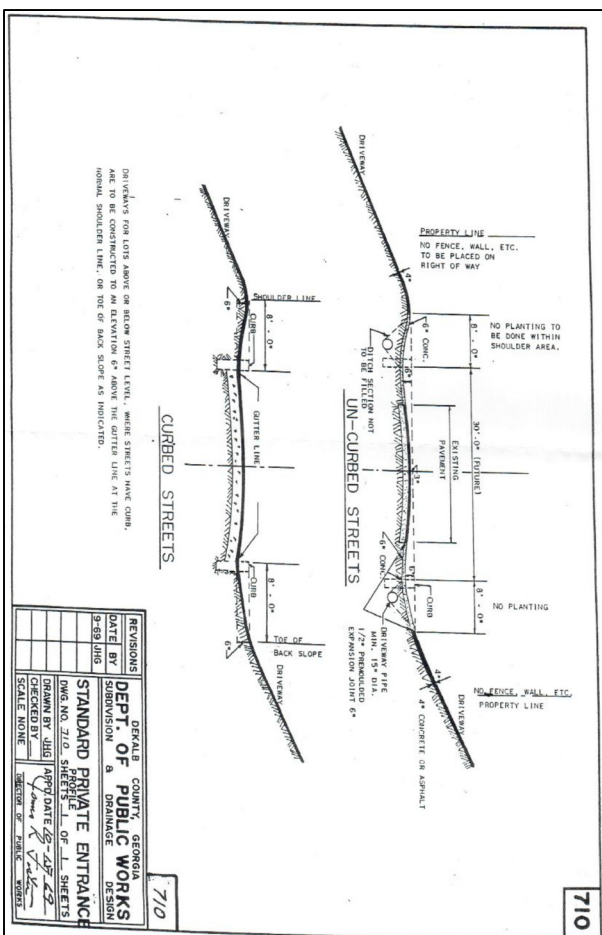 710
PROPERTY LINE
NO FENCE, WALL, ETC.
TO BE PLACED ON
RIGHT OF WAY
DRIVEWAY
4"
8' - 0"
NO PLANTING TO
BE DONE WITHIN
SHOULDER AREA.
6" CONC.
6"
DITCH SECTION NOT
TO BE FILLED
30'-0" (FUTURE)
EXISTING
PAVEMENT
3"
UN-CURBED STREETS
6" CONC.
6"
CURB
8' - 0"
NO PLANTING
DRIVEWAY PIPE
MIN. 15" DIA.
1/2" PREMOULDED
EXPANSION JOINT 6"
4"
DRIVEWAY
4" CONCRETE OR ASPHALT
NO FENCE, WALL, ETC.
PROPERTY LINE
DRIVEWAY
6"
SHOULDER LINE
8' - 0"
CURB
GUTTER LINE
CURBED STREETS
8' - 0"
CURB
6"
TOE OF
BACK SLOPE
DRIVEWAY
DRIVEWAYS FOR LOTS ABOVE OR BELOW STREET LEVEL, WHERE STREETS HAVE CURB,
ARE TO BE CONSTRUCTED TO AN ELEVATION 6" ABOVE THE GUTTER LINE AT THE
NORMAL SHOULDER LINE, OR TOE OF BACK SLOPE AS INDICATED.
710
REVISIONS
DATE BY
9-69 JHG
DEKALB COUNTY, GEORGIA
DEPT. OF PUBLIC WORKS
SUBDIVISION & DRAINAGE DESIGN
STANDARD PRIVATE ENTRANCE
PROFILE
DWG. NO. 710 SHEETS 1 OF 1 SHEETS
DRAWN BY JHG
APPD. DATE
CHECKED BY
SCALE NONE
DIRECTOR OF PUBLIC WORKS